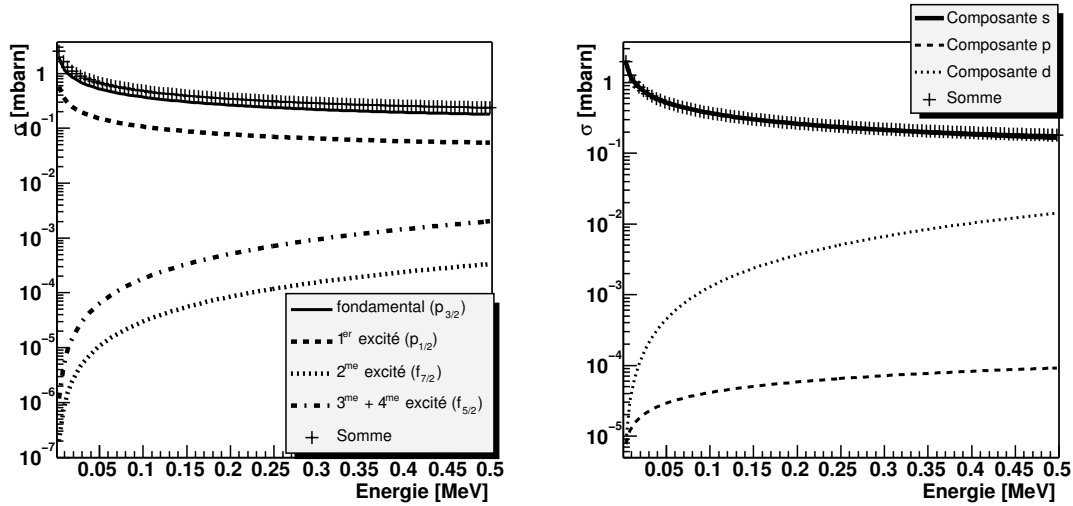 σ [mbarn]
1
10⁻¹
10⁻²
10⁻³
10⁻⁴
10⁻⁵
10⁻⁶
10⁻⁷
0.05 0.1 0.15 0.2 0.25 0.3 0.35 0.4 0.45 0.5
Energie [MeV]
fondamental (p3/2)
1er excité (p1/2)
2me excité (f7/2)
3me + 4me excité (f5/2)
Somme
σ [mbarn]
1
10⁻¹
10⁻²
10⁻³
10⁻⁴
10⁻⁵
0.05 0.1 0.15 0.2 0.25 0.3 0.35 0.4 0.45 0.5
Energie [MeV]
Composante s
Composante p
Composante d
Somme